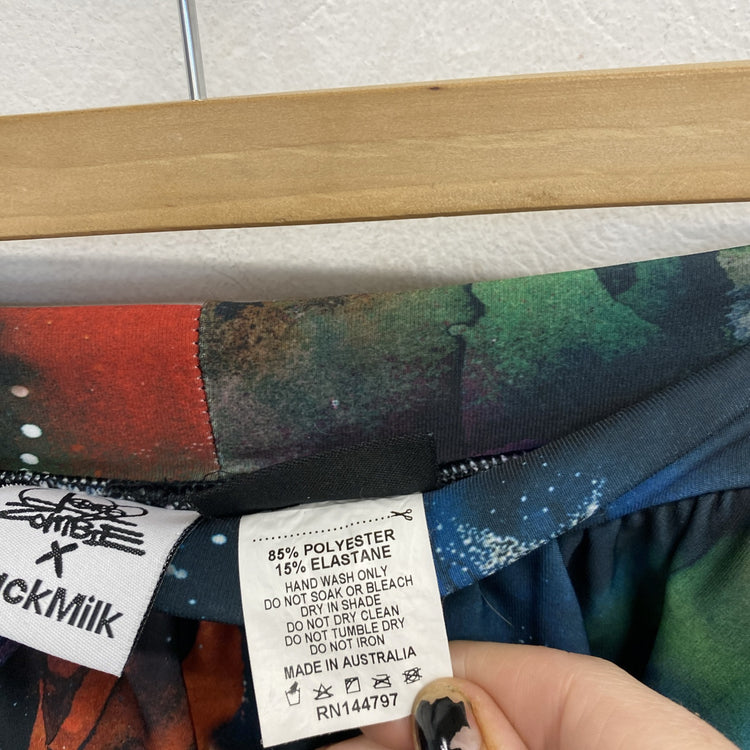 ZOMBIE
X
ckMilk
85% POLYESTER
15% ELASTANE
HAND WASH ONLY
DO NOT SOAK OR BLEACH
DRY IN SHADE
DO NOT DRY CLEAN
DO NOT TUMBLE DRY
DO NOT IRON
MADE IN AUSTRALIA
RN144797